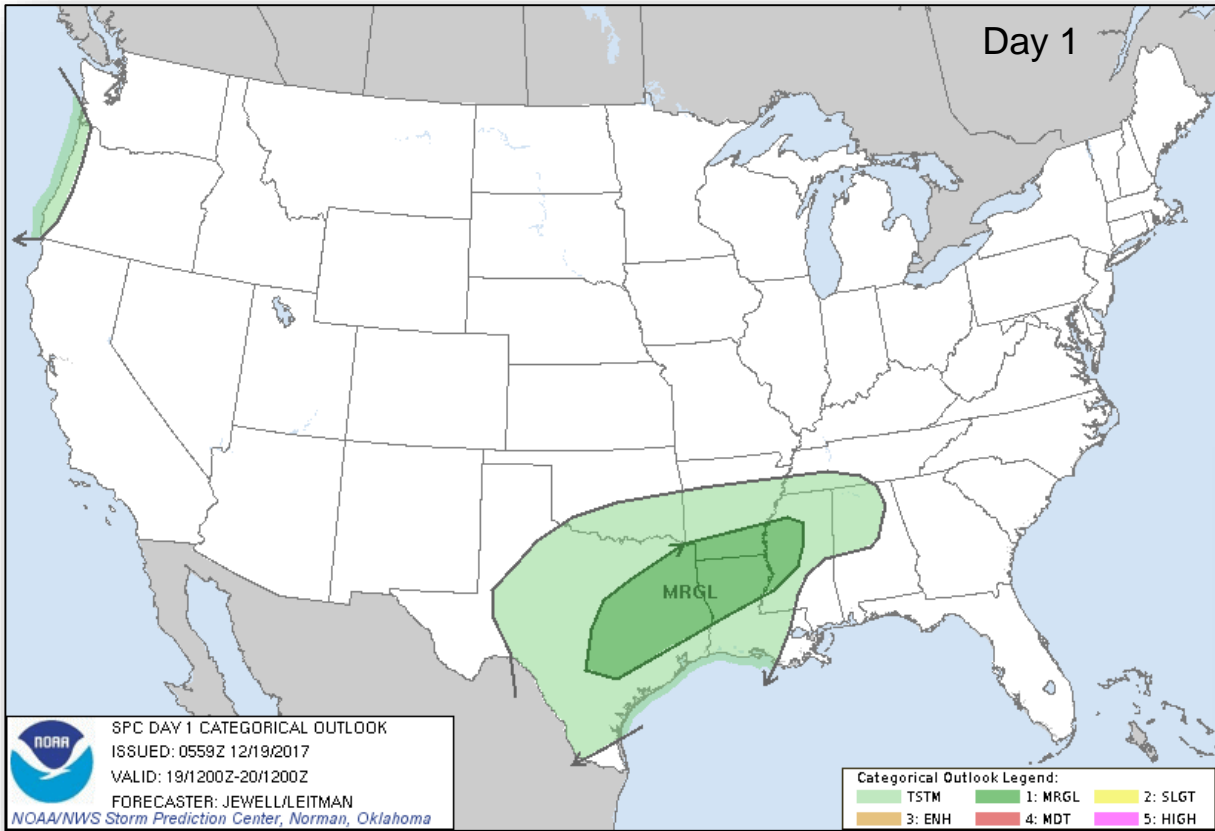 Day 1
MRGL
NOAA
SPC DAY 1 CATEGORICAL OUTLOOK
ISSUED: 0559Z 12/19/2017
VALID: 19/1200Z-20/1200Z
FORECASTER: JEWELL/LEITMAN
NOAA/NWS Storm Prediction Center, Norman, Oklahoma
Categorical Outlook Legend:
TSTM 1: MRGL 2: SLGT
3: ENH 4: MDT 5: HIGH